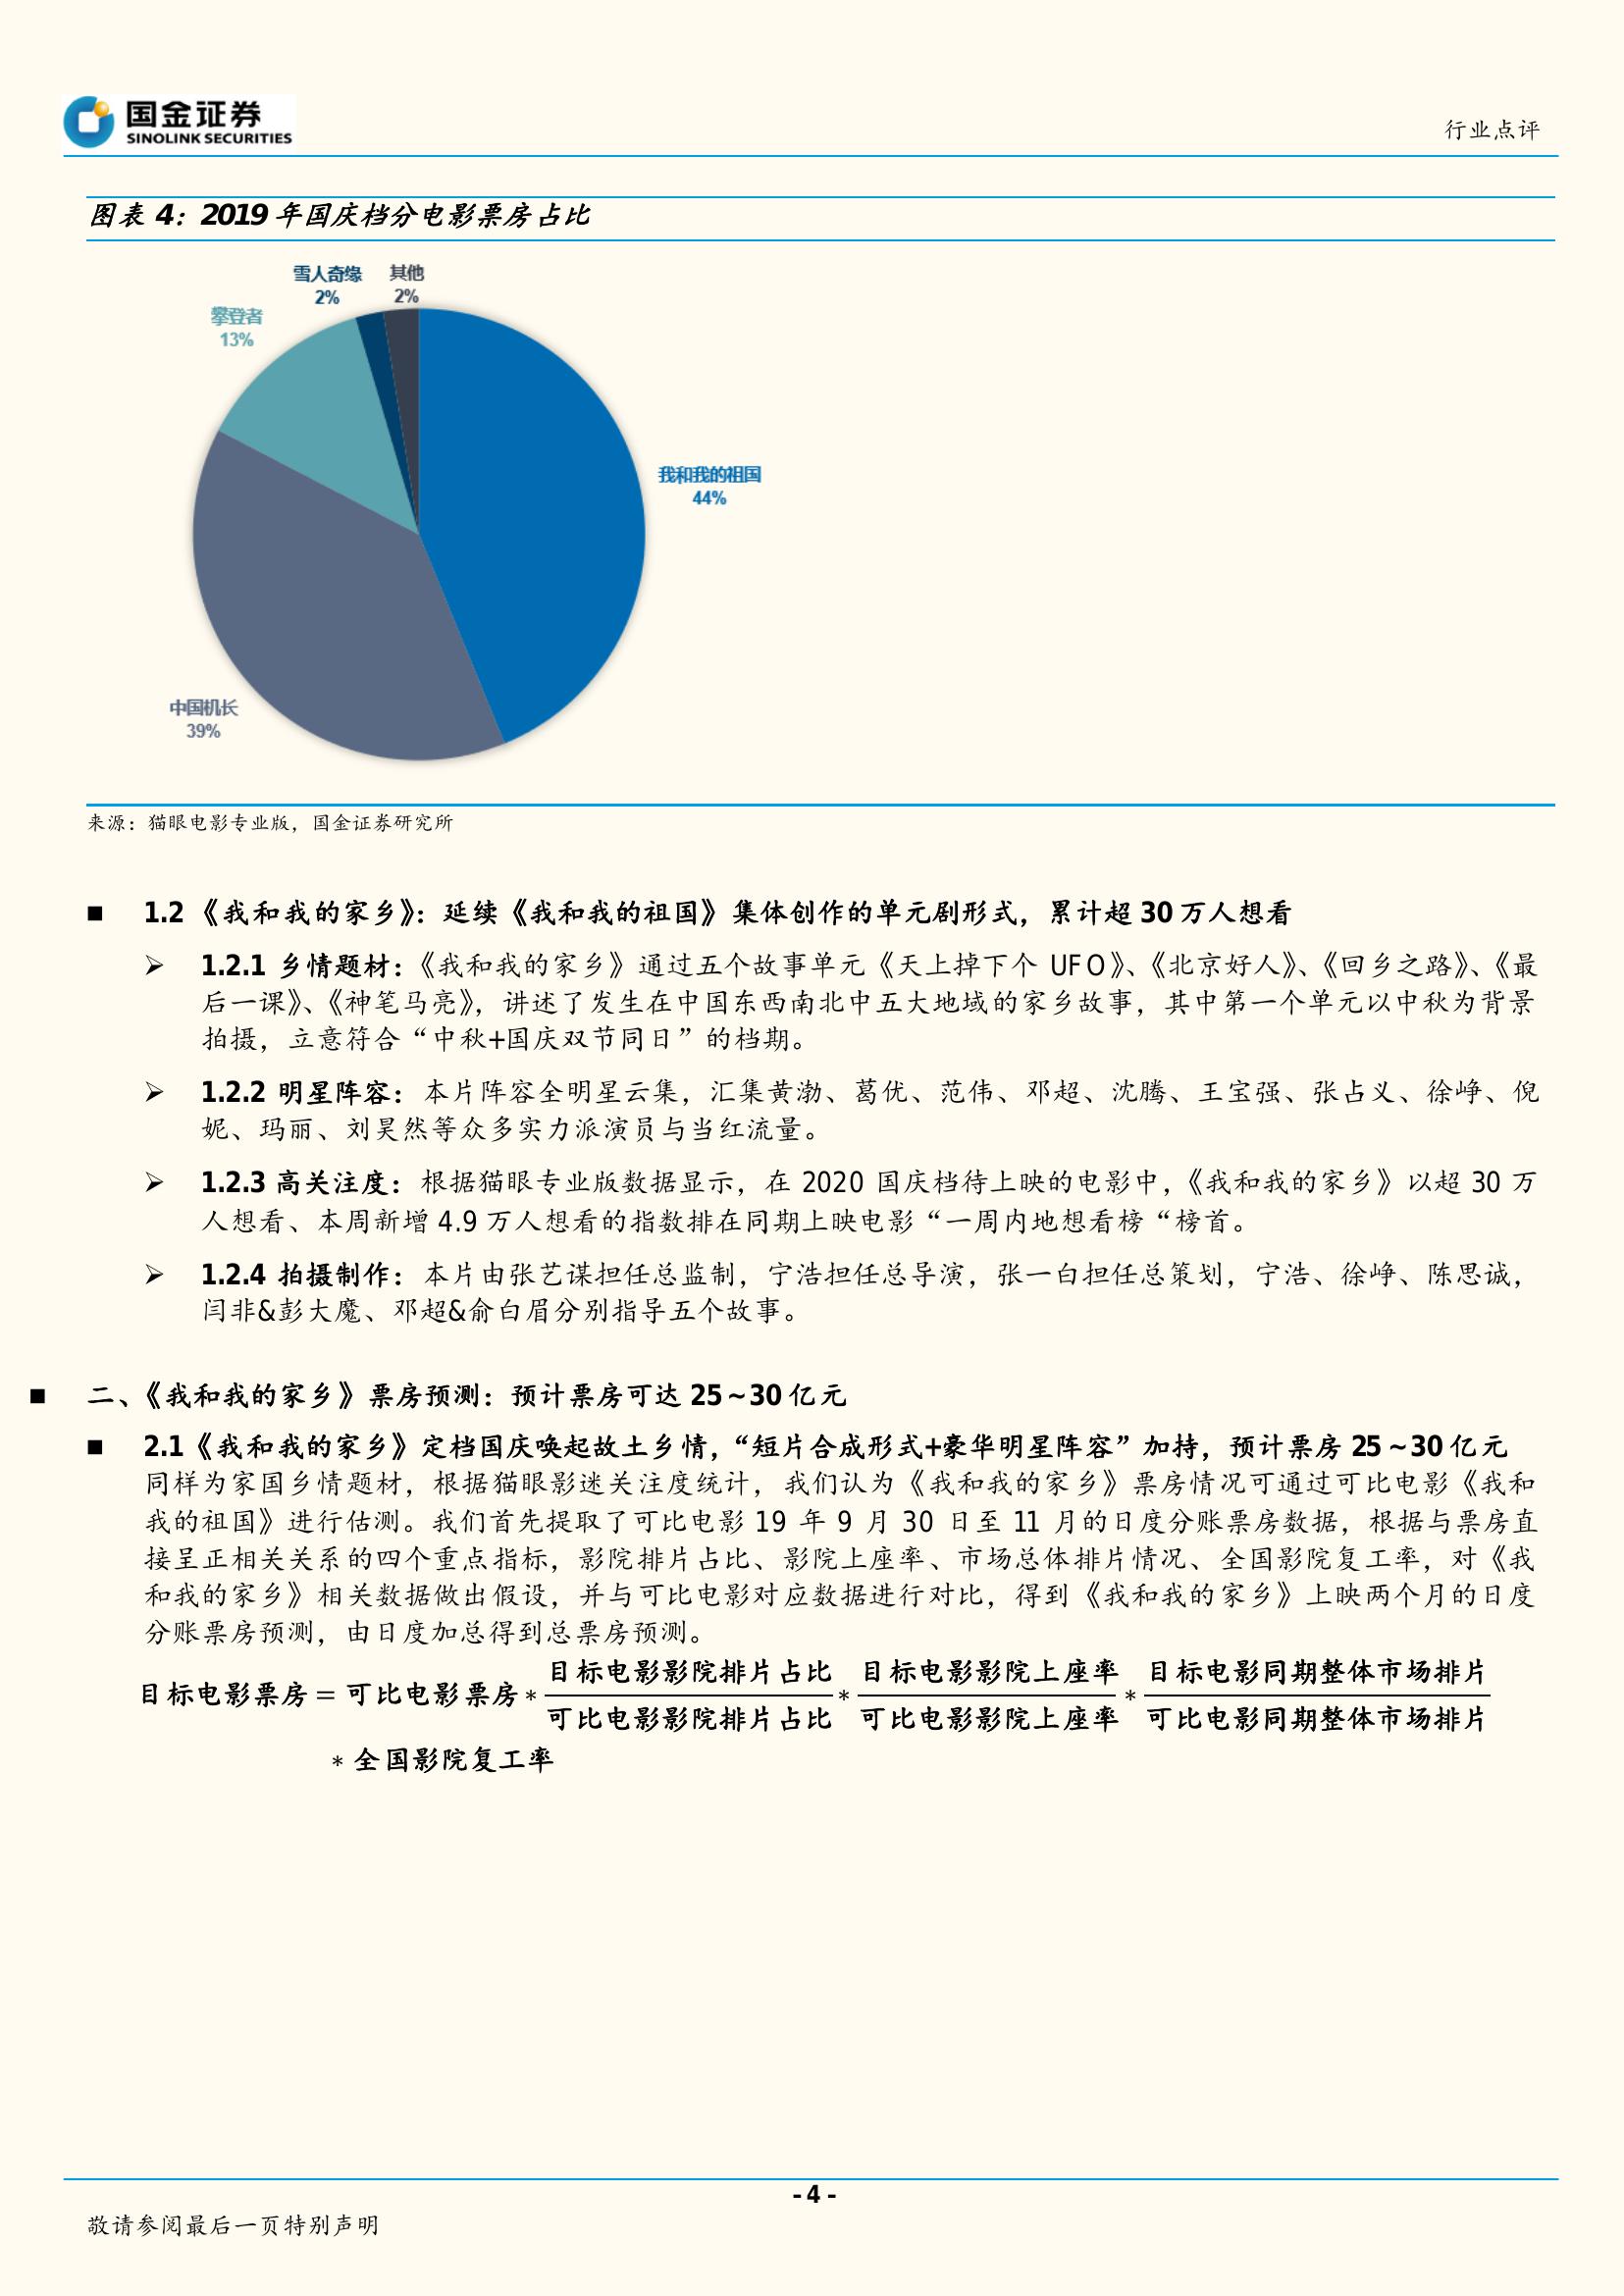 国金证券
SINOLINK SECURITIES
行业点评
图表 4：2019 年国庆档分电影票房占比
雪人奇缘
2%
其他
2%
攀登者
13%
我和我的祖国
44%
中国机长
39%
来源：猫眼电影专业版，国金证券研究所
■ 1.2《我和我的家乡》：延续《我和我的祖国》集体创作的单元剧形式，累计超 30 万人想看
➢ 1.2.1 乡情题材：《我和我的家乡》通过五个故事单元《天上掉下个 UFO》、《北京好人》、《回乡之路》、《最
后一课》、《神笔马亮》，讲述了发生在中国东西南北中五大地域的家乡故事，其中第一个单元以中秋为背景
拍摄，立意符合“中秋+国庆双节同日”的档期。
➢ 1.2.2 明星阵容：本片阵容全明星云集，汇集黄渤、葛优、范伟、邓超、沈腾、王宝强、张占义、徐峥、倪
妮、玛丽、刘昊然等众多实力派演员与当红流量。
➢ 1.2.3 高关注度：根据猫眼专业版数据显示，在 2020 国庆档待上映的电影中，《我和我的家乡》以超 30 万
人想看、本周新增 4.9 万人想看的指数排在同期上映电影“一周内地想看榜“榜首。
➢ 1.2.4 拍摄制作：本片由张艺谋担任总监制，宁浩担任总导演，张一白担任总策划，宁浩、徐峥、陈思诚，
闫非&彭大魔、邓超&俞白眉分别指导五个故事。
■ 二、《我和我的家乡》票房预测：预计票房可达 25~30 亿元
■ 2.1《我和我的家乡》定档国庆唤起故土乡情，“短片合成形式+豪华明星阵容”加持，预计票房 25~30 亿元
同样为家国乡情题材，根据猫眼影迷关注度统计，我们认为《我和我的家乡》票房情况可通过可比电影《我和
我的祖国》进行估测。我们首先提取了可比电影 19 年 9 月 30 日至 11 月的日度分账票房数据，根据与票房直
接呈正相关关系的四个重点指标，影院排片占比、影院上座率、市场总体排片情况、全国影院复工率，对《我
和我的家乡》相关数据做出假设，并与可比电影对应数据进行对比，得到《我和我的家乡》上映两个月的日度
分账票房预测，由日度加总得到总票房预测。
目标电影影院排片占比 目标电影影院上座率 目标电影同期整体市场排片
目标电影票房 = 可比电影票房 * * *
可比电影影院排片占比 可比电影影院上座率 可比电影同期整体市场排片
* 全国影院复工率
- 4 -
敬请参阅最后一页特别声明